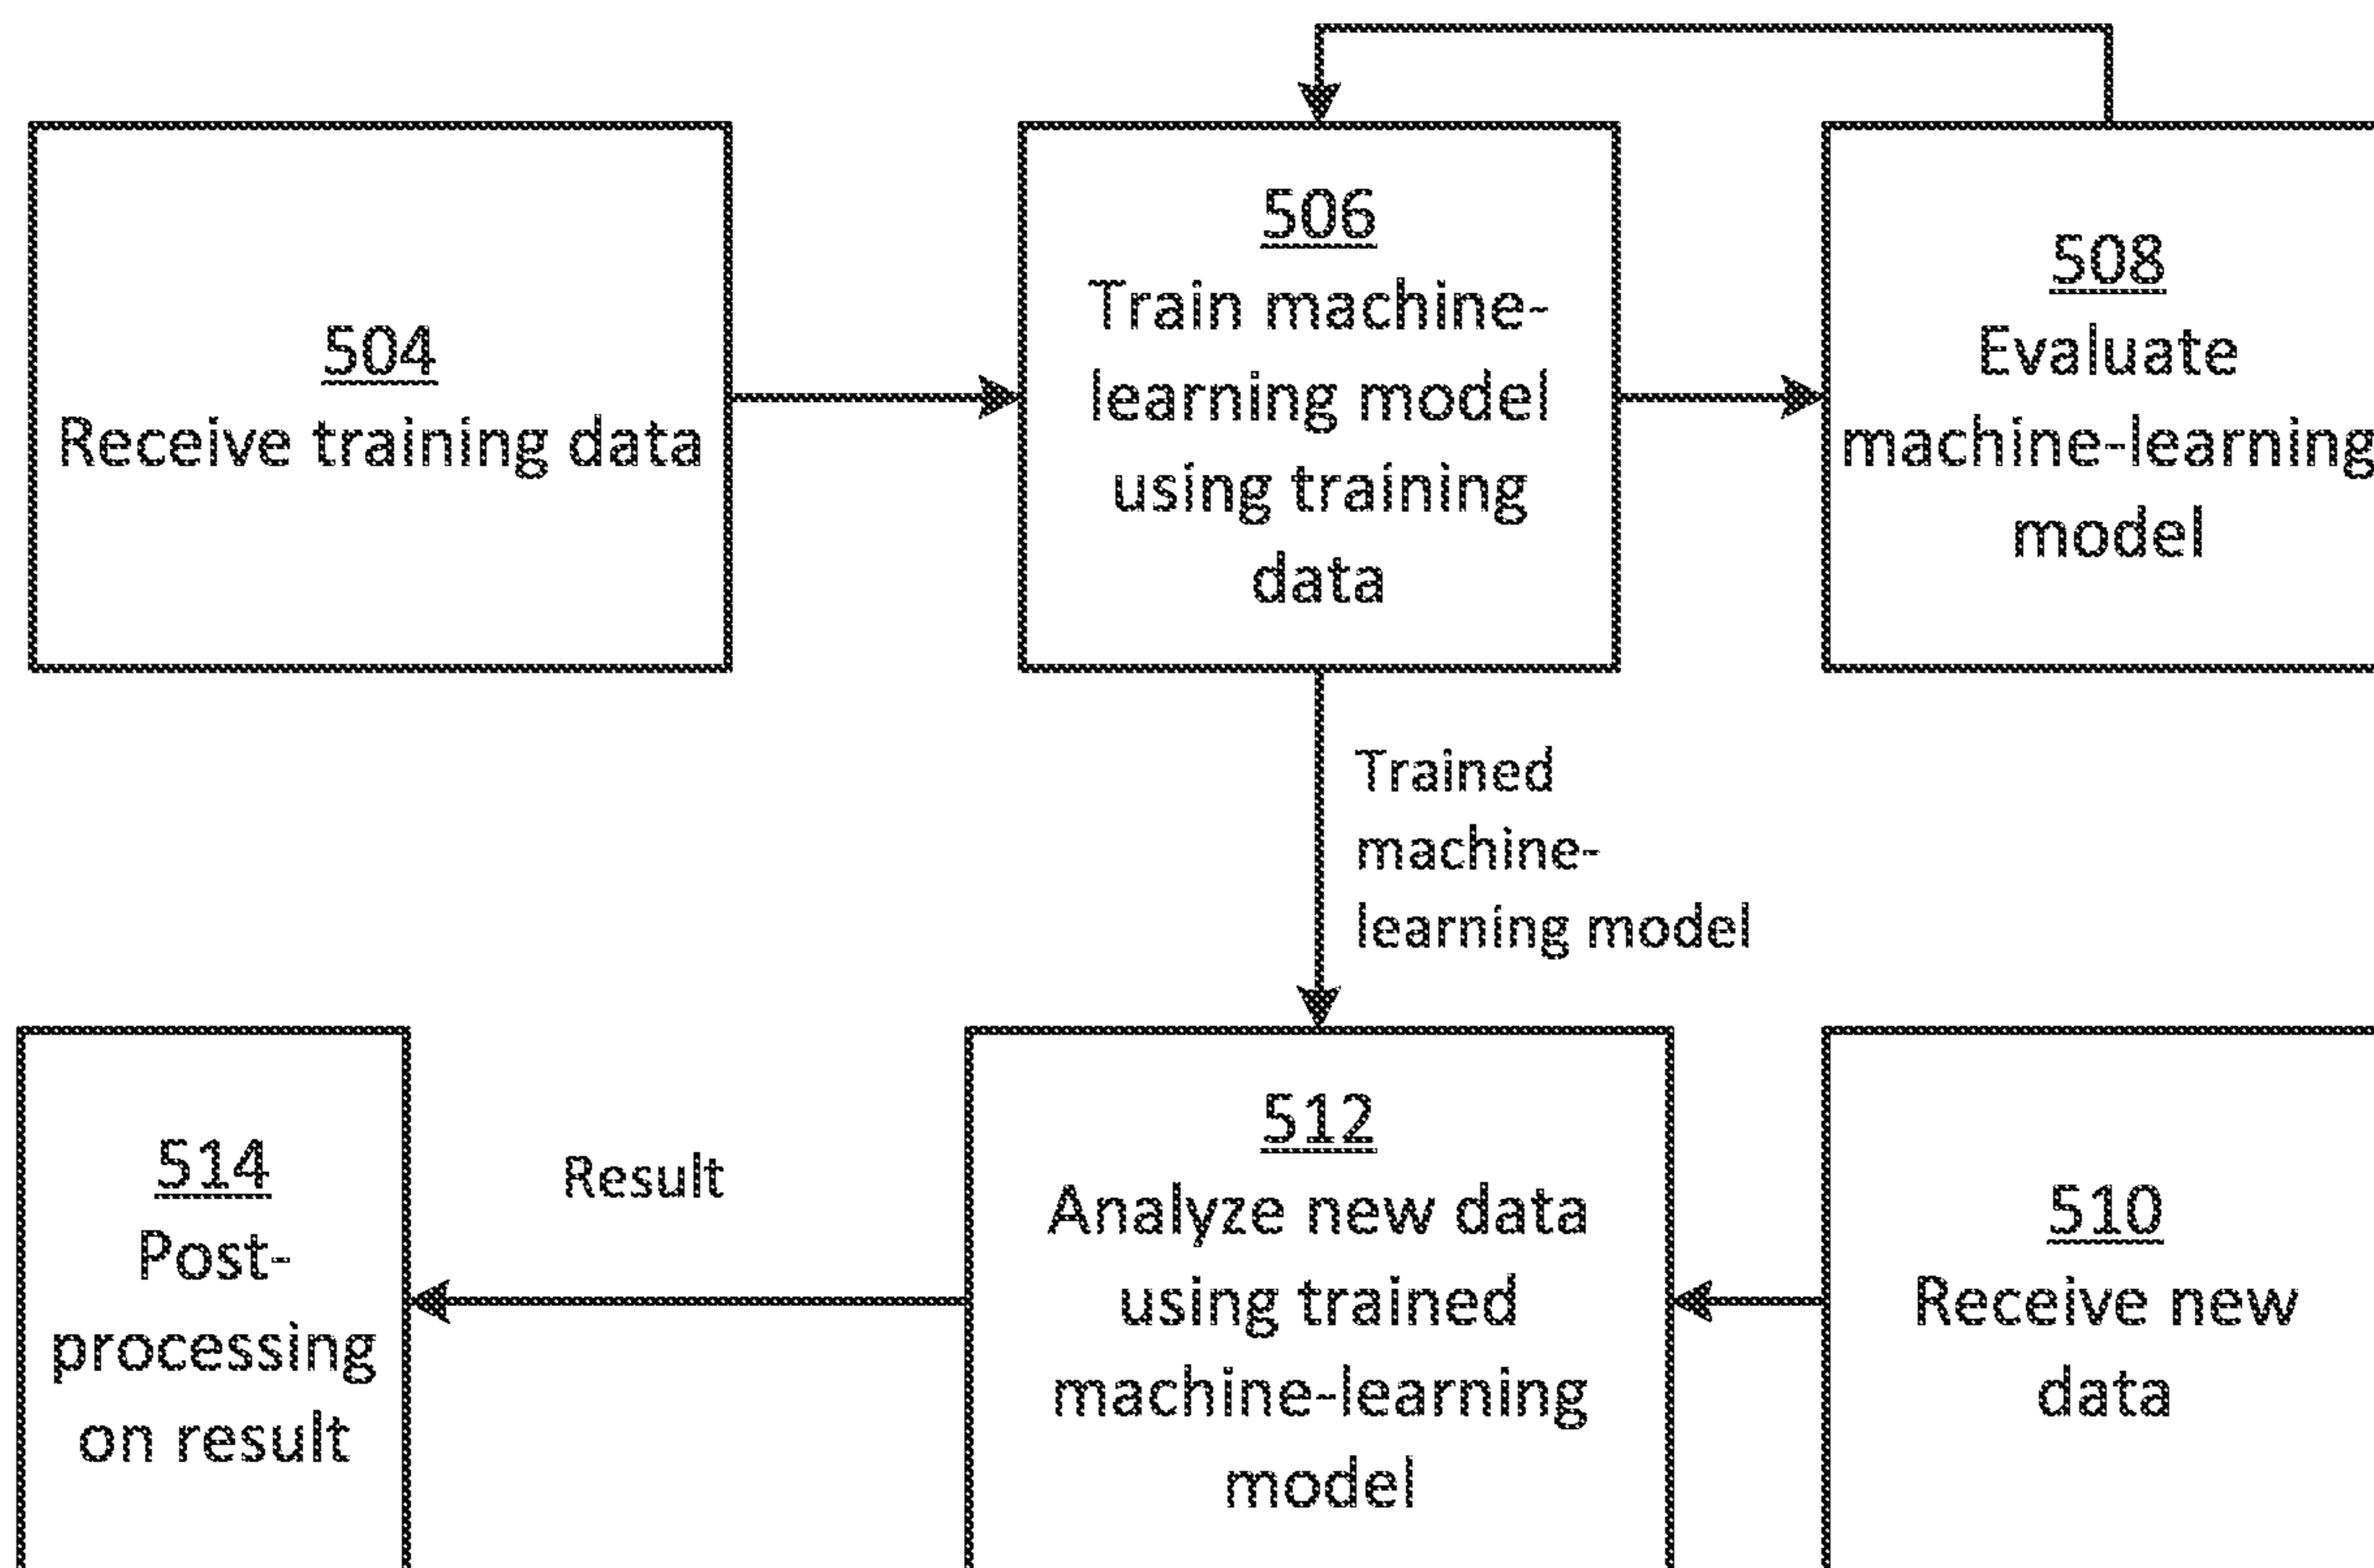 504
Receive training data
506
Train machine-
learning model
using training
data
508
Evaluate
machine-learning
model
Trained
machine-
learning model
514
Post-
processing
on result
Result
512
Analyze new data
using trained
machine-learning
model
510
Receive new
data